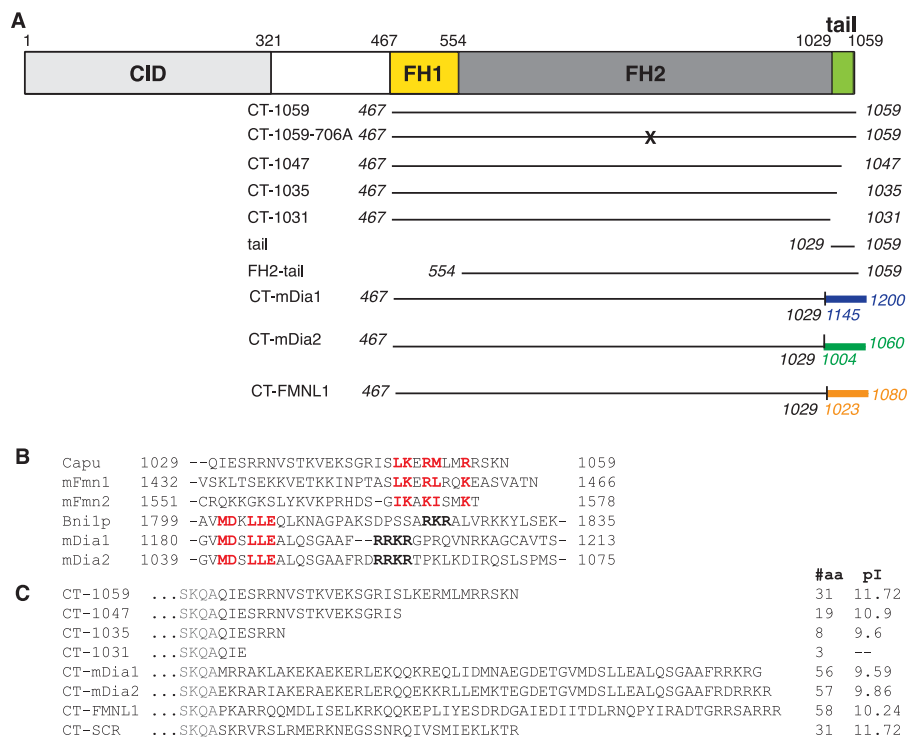 A
tail
1 321 467 554 1029 1059
CID FH1 FH2
CT-1059 467 1059
CT-1059-706A 467 X 1059
CT-1047 467 1047
CT-1035 467 1035
CT-1031 467 1031
tail 1029 1059
FH2-tail 554 1059
CT-mDia1 467 1200
1029 1145
CT-mDia2 467 1060
1029 1004
CT-FMNL1 467 1080
1029 1023
B
Capu 1029 --QIESRRNVSTKVEKSGRISLKERMLMRRSKN 1059
mFmn1 1432 -VSKLTSEKKVETKKINPTASLKERLRQKEASVATN 1466
mFmn2 1551 -CRQKKGKSLYKVKPRHDS-GIKAKISMKT 1578
Bni1p 1799 -AVMDKLLEQLKNAGPAKSDPSSARKRALVRKKYLSEK- 1835
mDia1 1180 -GVMDSLLEALQSGAAF--RRKRGPRQVNRKAGCAVTS- 1213
mDia2 1039 -GVMDSLLEALQSGAAFRDRRKRTPKLKDIRQSLSPMS- 1075
#aa pI
C
CT-1059 ...SKQAQIESRRNVSTKVEKSGRISLKERMLMRRSKN 31 11.72
CT-1047 ...SKQAQIESRRNVSTKVEKSGRIS 19 10.9
CT-1035 ...SKQAQIESRRN 8 9.6
CT-1031 ...SKQAQIE 3 --
CT-mDia1 ...SKQAMRRAKLAKEKAEKERLEKQQKREQLIDMNAEGDETGVMDSLLEALQSGAAFRRKRG 56 9.59
CT-mDia2 ...SKQAEKRARIAKERAEKERLERQQEKKRLLEMKTEGDETGVMDSLLEALQSGAAFRDRRKR 57 9.86
CT-FMNL1 ...SKQAPKARRQQMDLISELKRKQQKEPLIYESDRDGAIEDIITDLRNQPYIRADTGRRSARRR 58 10.24
CT-SCR ...SKQASKRVRSLRMERKNEGSSNRQIVSMIEKLKTR 31 11.72